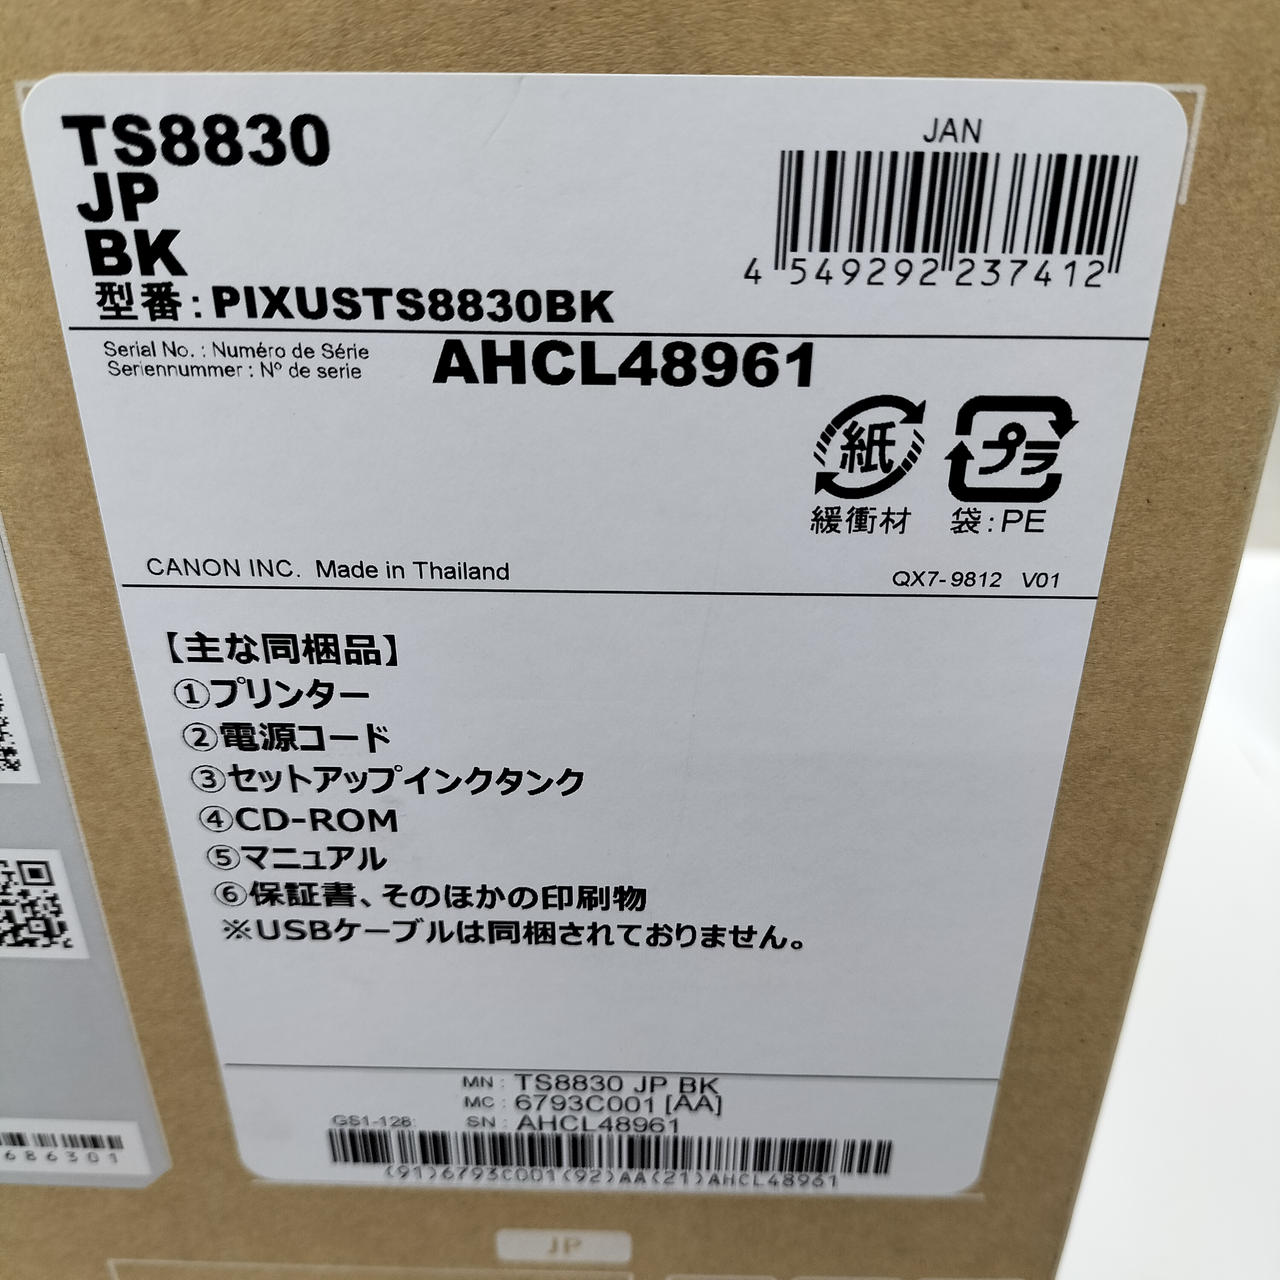 TS8830
JP
BK
型番:PIXUSTS8830BK
JAN
4 549292 237412
Serial No. : Numéro de Série
Seriennummer : Nº de serie
AHCL48961
紙
緩衝材
プラ
袋:PE
CANON INC. Made in Thailand
QX7-9812 V01
【主な同梱品】
①プリンター
②電源コード
③セットアップインクタンク
④CD-ROM
⑤マニュアル
⑥保証書、そのほかの印刷物
※USBケーブルは同梱されておりません。
MN : TS8830 JP BK
MC : 6793C001 [AA]
GS1-128: SN : AHCL48961
(91)6793C001(92)AA(21)AHCL48961
686301
JP